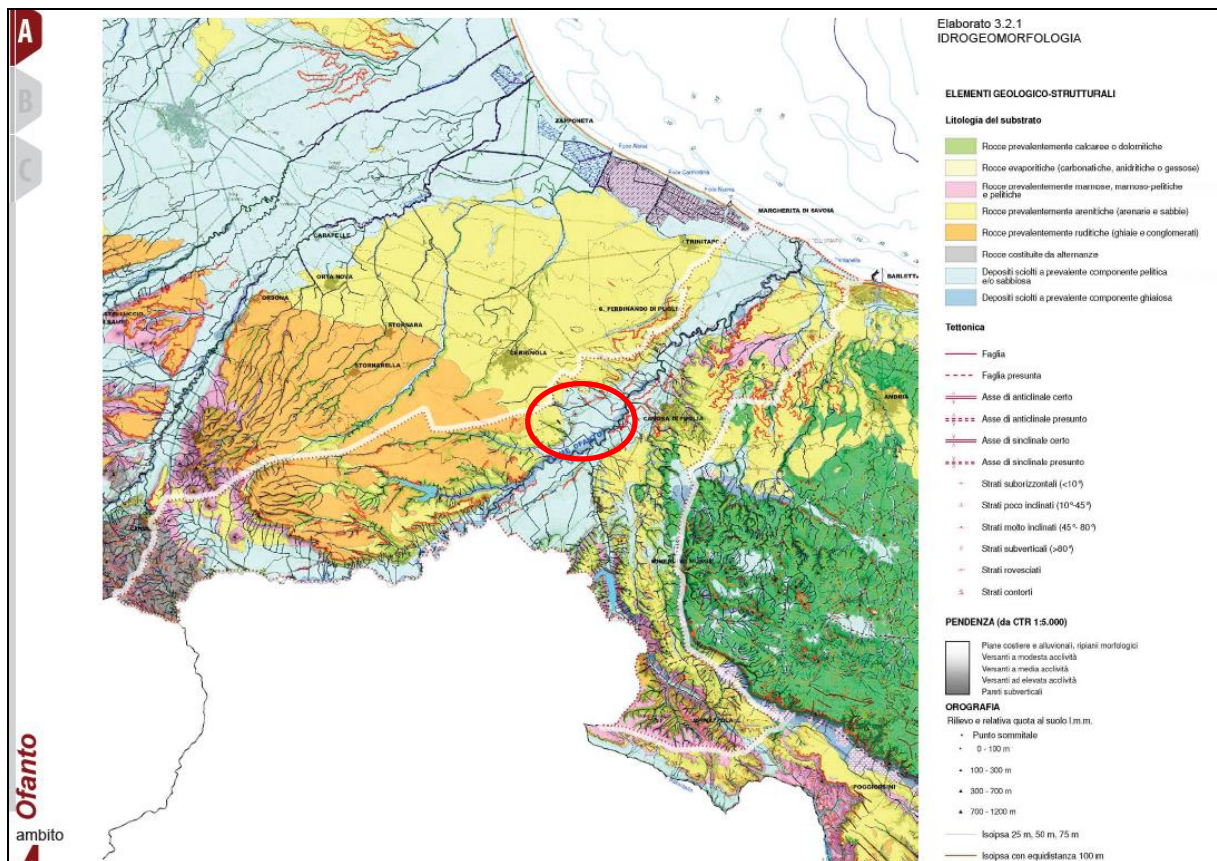 A
B
C
Ofanto
ambito
Elaborato 3.2.1
IDROGEOMORFOLOGIA
ELEMENTI GEOLOGICO-STRUTTURALI
Litologia del substrato
Rocce prevalentemente calcaree o dolomitiche
Rocce evaporitiche (carbonatiche, anidritiche o gessose)
Rocce prevalentemente marnose, marnoso-pelitiche
e pelitiche
Rocce prevalentemente arenitiche (arenarie e sabbie)
Rocce prevalentemente ruditiche (ghiaie e conglomerati)
Rocce costituite da alternanze
Depositi sciolti a prevalente componente pelitica
e/o sabbiosa
Depositi sciolti a prevalente componente ghiaiosa
Tettonica
Faglia
Faglia presunta
Asse di anticlinale certo
Asse di anticlinale presunto
Asse di sinclinale certo
Asse di sinclinale presunto
Strati suborizzontali (<10°)
Strati poco inclinati (10°-45°)
Strati molto inclinati (45°- 80°)
Strati subverticali (>80°)
Strati rovesciati
Strati contorti
PENDENZA (da CTR 1:5.000)
Piane costiere e alluvionali, ripiani morfologici
Versanti a modesta acclività
Versanti a media acclività
Versanti ad elevata acclività
Pareti subverticali
OROGRAFIA
Rilievo e relativa quota al suolo l.m.m.
Punto sommitale
0 - 100 m
100 - 300 m
300 - 700 m
700 - 1200 m
Isoipsa 25 m, 50 m, 75 m
Isoipsa con equidistanza 100 m
ZAPPONETA
Foce Aloisa
Foce Carmosina
MARGHERITA DI SAVOIA
TRINITAPO
CARAPELLE
ORTA NOVA
ORDONA
BARLETTA
S. FERDINANDO DI PUGLI
STORNARA
STORNARELLA
CERIGNOLA
CANOSA DI PUGLIA
ANDRIA
OFANTO
POGGIORSINI